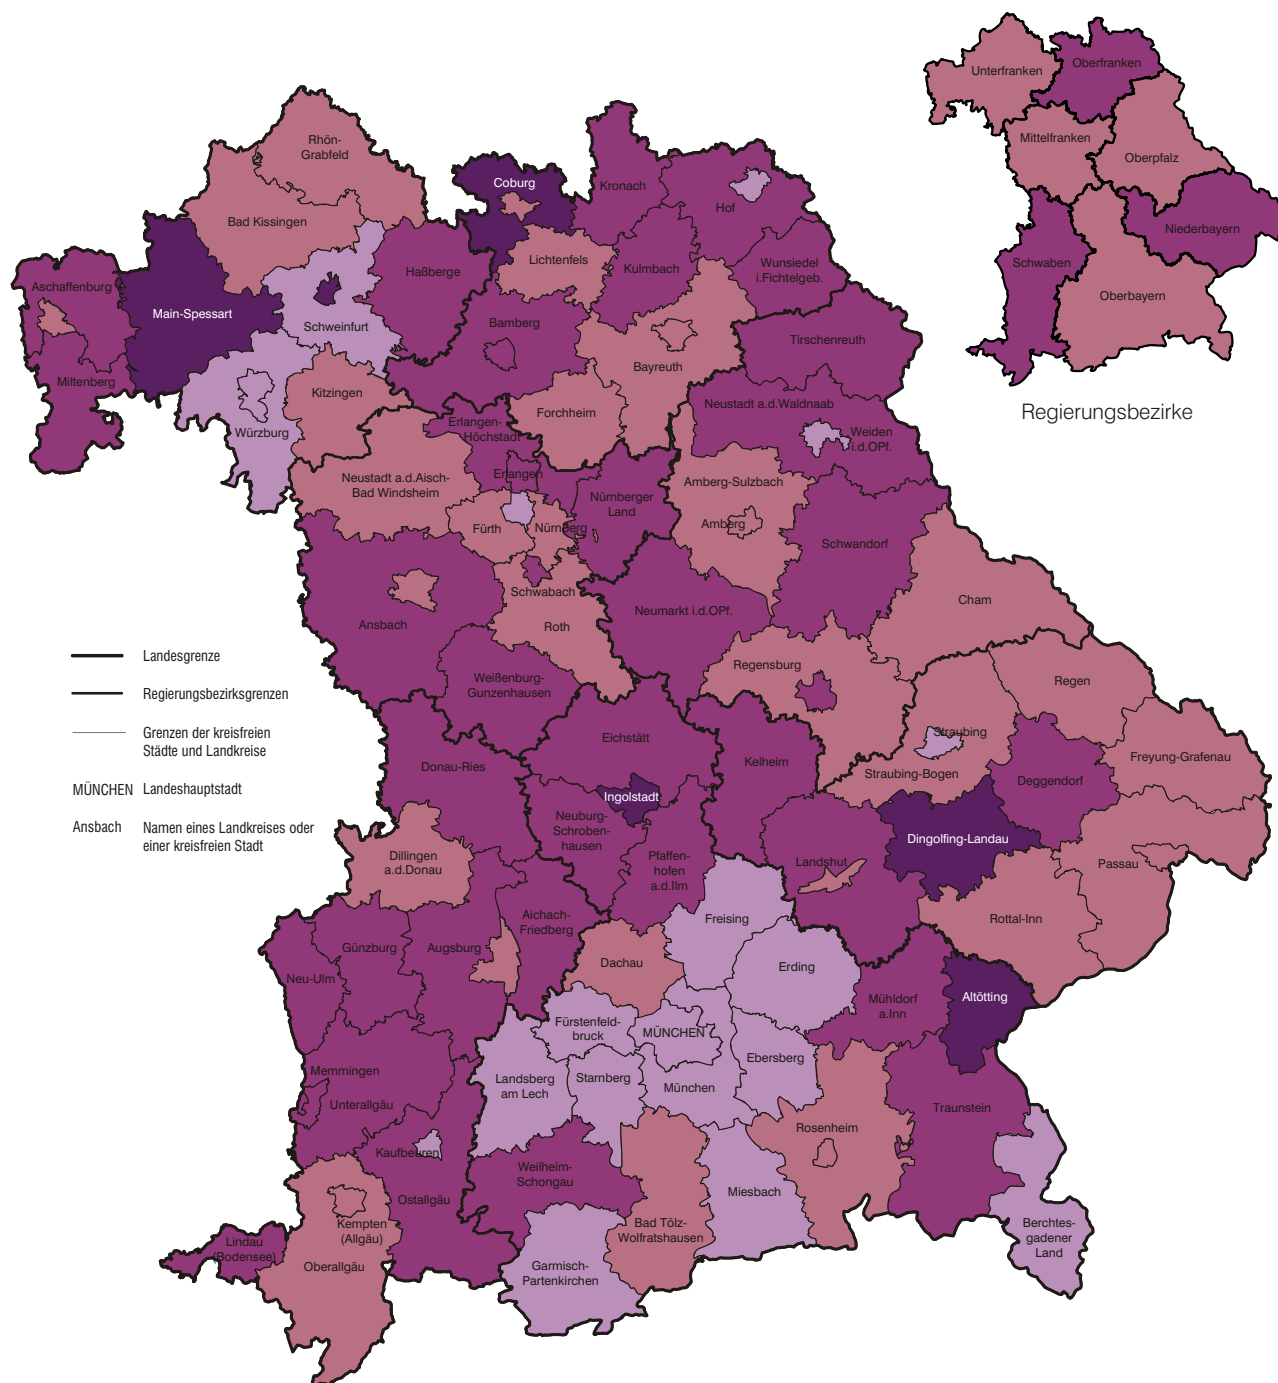 Unterfranken
Oberfranken
Mittelfranken
Oberpfalz
Niederbayern
Schwaben
Oberbayern
Regierungsbezirke
Rhön-
Grabfeld
Bad Kissingen
Coburg
Kronach
Hof
Lichtenfels
Kulmbach
Wunsiedel
i.Fichtelgeb.
Haßberge
Aschaffenburg
Main-Spessart
Schweinfurt
Bamberg
Tirschenreuth
Miltenberg
Kitzingen
Bayreuth
Würzburg
Forchheim
Neustadt a.d.Waldnaab
Erlangen-
Höchstadt
Weiden
i.d.OPf.
Erlangen
Neustadt a.d.Aisch-
Bad Windsheim
Nürnberger
Land
Amberg-Sulzbach
Amberg
Fürth
Nürnberg
Schwandorf
Schwabach
Roth
Cham
Ansbach
Neumarkt i.d.OPf.
Regensburg
Weißenburg-
Gunzenhausen
Regen
Landesgrenze
Regierungsbezirksgrenzen
Grenzen der kreisfreien
Städte und Landkreise
MÜNCHEN Landeshauptstadt
Ansbach Namen eines Landkreises oder
einer kreisfreien Stadt
Eichstätt
Straubing
Donau-Ries
Kelheim
Straubing-Bogen
Deggendorf
Freyung-Grafenau
Ingolstadt
Neuburg-
Schroben-
hausen
Dingolfing-Landau
Dillingen
a.d.Donau
Pfaffen-
hofen
a.d.Ilm
Landshut
Passau
Aichach-
Friedberg
Freising
Rottal-Inn
Günzburg
Augsburg
Neu-Ulm
Dachau
Erding
Mühldorf
a.Inn
Altötting
Fürstenfeld-
bruck
MÜNCHEN
Ebersberg
Memmingen
Landsberg
am Lech
Starnberg
München
Unterallgäu
Traunstein
Rosenheim
Kaufbeuren
Weilheim-
Schongau
Miesbach
Ostallgäu
Kempten
(Allgäu)
Bad Tölz-
Wolfratshausen
Berchtes-
gadener
Land
Lindau
(Bodensee)
Oberallgäu
Garmisch-
Partenkirchen